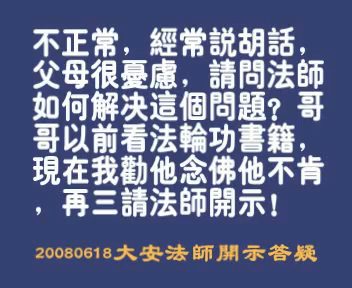 不正常，經常説胡話，
父母很憂慮，請問法師
如何解决這個問題？哥
哥以前看法輪功書籍，
現在我勸他念佛他不肯
，再三請法師開示！
20080618大安法師開示答疑